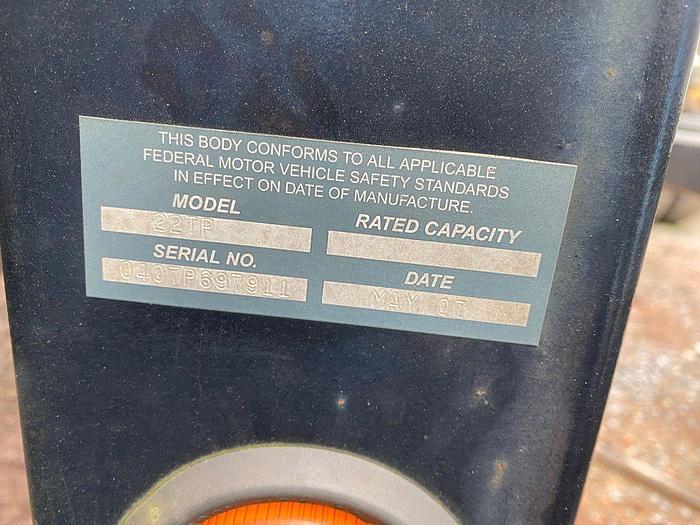 THIS BODY CONFORMS TO ALL APPLICABLE
FEDERAL MOTOR VEHICLE SAFETY STANDARDS
IN EFFECT ON DATE OF MANUFACTURE.
MODEL
22TP
RATED CAPACITY
SERIAL NO.
0407P697911
DATE
MAY 07